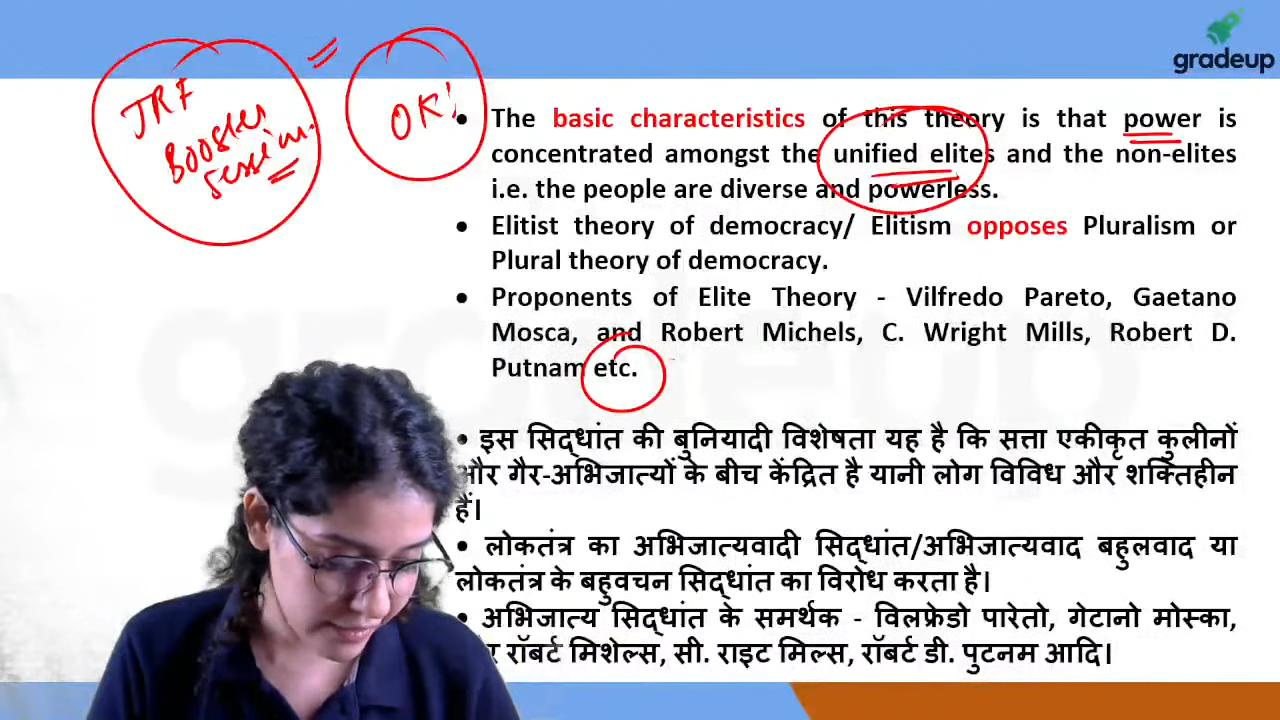 gradeup
JRF
Booster
Session.
= OK!
• The basic characteristics of this theory is that power is
concentrated amongst the unified elites and the non-elites
i.e. the people are diverse and powerless.
• Elitist theory of democracy/ Elitism opposes Pluralism or
Plural theory of democracy.
• Proponents of Elite Theory - Vilfredo Pareto, Gaetano
Mosca, and Robert Michels, C. Wright Mills, Robert D.
Putnam etc.
• इस सिद्धांत की बुनियादी विशेषता यह है कि सत्ता एकीकृत कुलीनों
और गैर-अभिजात्यों के बीच केंद्रित है यानी लोग विविध और शक्तिहीन
हैं।
• लोकतंत्र का अभिजात्यवादी सिद्धांत/अभिजात्यवाद बहुलवाद या
लोकतंत्र के बहुवचन सिद्धांत का विरोध करता है।
• अभिजात्य सिद्धांत के समर्थक - विलफ्रेडो पारेतो, गेटानो मोस्का,
रॉबर्ट मिशेल्स, सी. राइट मिल्स, रॉबर्ट डी. पुटनम आदि।